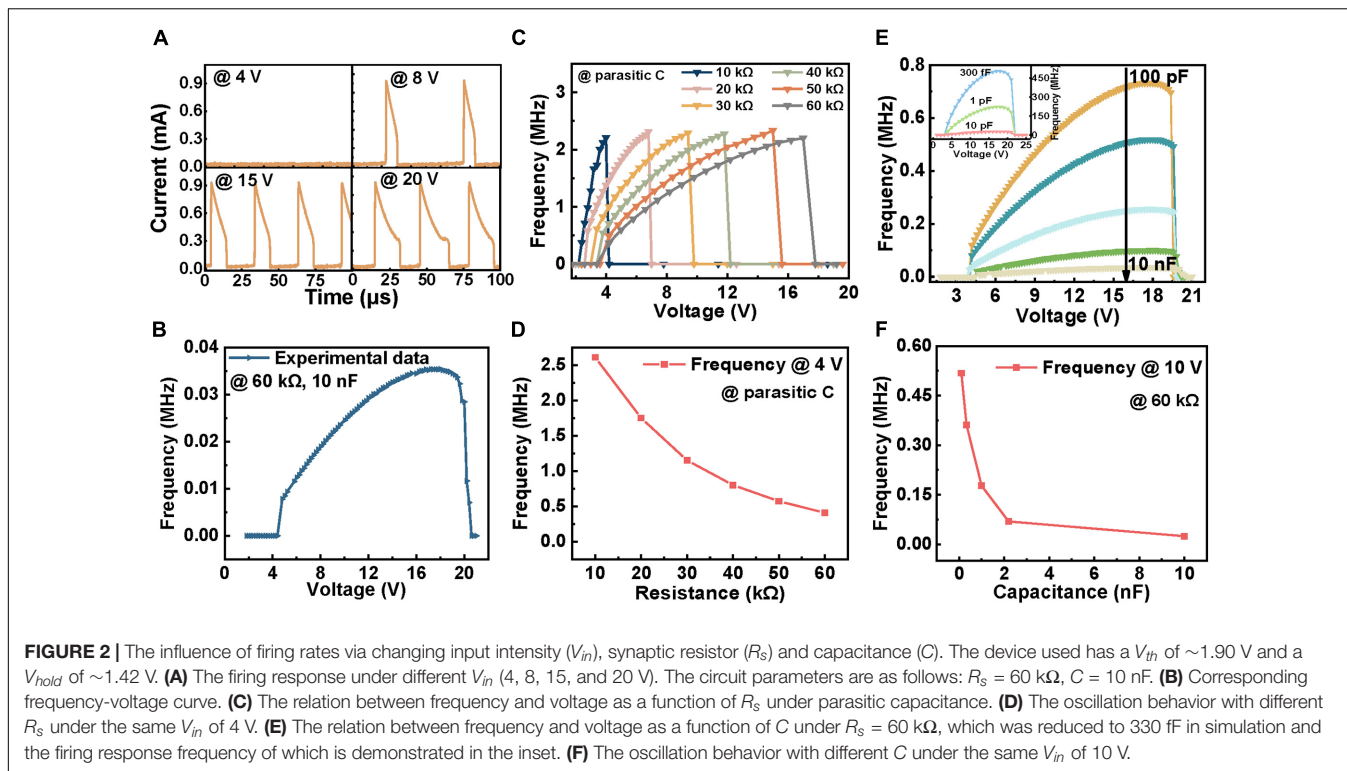 A
@ 4 V
@ 8 V
@ 15 V
@ 20 V
0.9
0.6
0.3
0.0
0.9
0.6
0.3
0.0
Current (mA)
0 25 50 75 25 50 75 100
Time (µs)
B
Experimental data
@ 60 kΩ, 10 nF
0.04
0.03
0.02
0.01
0.00
Frequency (MHz)
0 4 8 12 16 20
Voltage (V)
C
@ parasitic C
10 kΩ
20 kΩ
30 kΩ
40 kΩ
50 kΩ
60 kΩ
3
2
1
0
Frequency (MHz)
4 8 12 16 20
Voltage (V)
D
Frequency @ 4 V
@ parasitic C
2.5
2.0
1.5
1.0
0.5
0.0
Frequency (MHz)
10 20 30 40 50 60
Resistance (kΩ)
E
300 fF
1 pF
10 pF
450
300
150
0
Frequency (MHz)
0 5 10 15 20 25
Voltage (V)
100 pF
10 nF
0.8
0.6
0.4
0.2
0.0
Frequency (MHz)
3 6 9 12 15 18 21
Voltage (V)
F
Frequency @ 10 V
@ 60 kΩ
0.60
0.45
0.30
0.15
0.00
Frequency (MHz)
0 2 4 6 8 10
Capacitance (nF)
FIGURE 2 | The influence of firing rates via changing input intensity (Vin), synaptic resistor (Rs) and capacitance (C). The device used has a Vth of ~1.90 V and a
Vhold of ~1.42 V. (A) The firing response under different Vin (4, 8, 15, and 20 V). The circuit parameters are as follows: Rs = 60 kΩ, C = 10 nF. (B) Corresponding
frequency-voltage curve. (C) The relation between frequency and voltage as a function of Rs under parasitic capacitance. (D) The oscillation behavior with different
Rs under the same Vin of 4 V. (E) The relation between frequency and voltage as a function of C under Rs = 60 kΩ, which was reduced to 330 fF in simulation and
the firing response frequency of which is demonstrated in the inset. (F) The oscillation behavior with different C under the same Vin of 10 V.